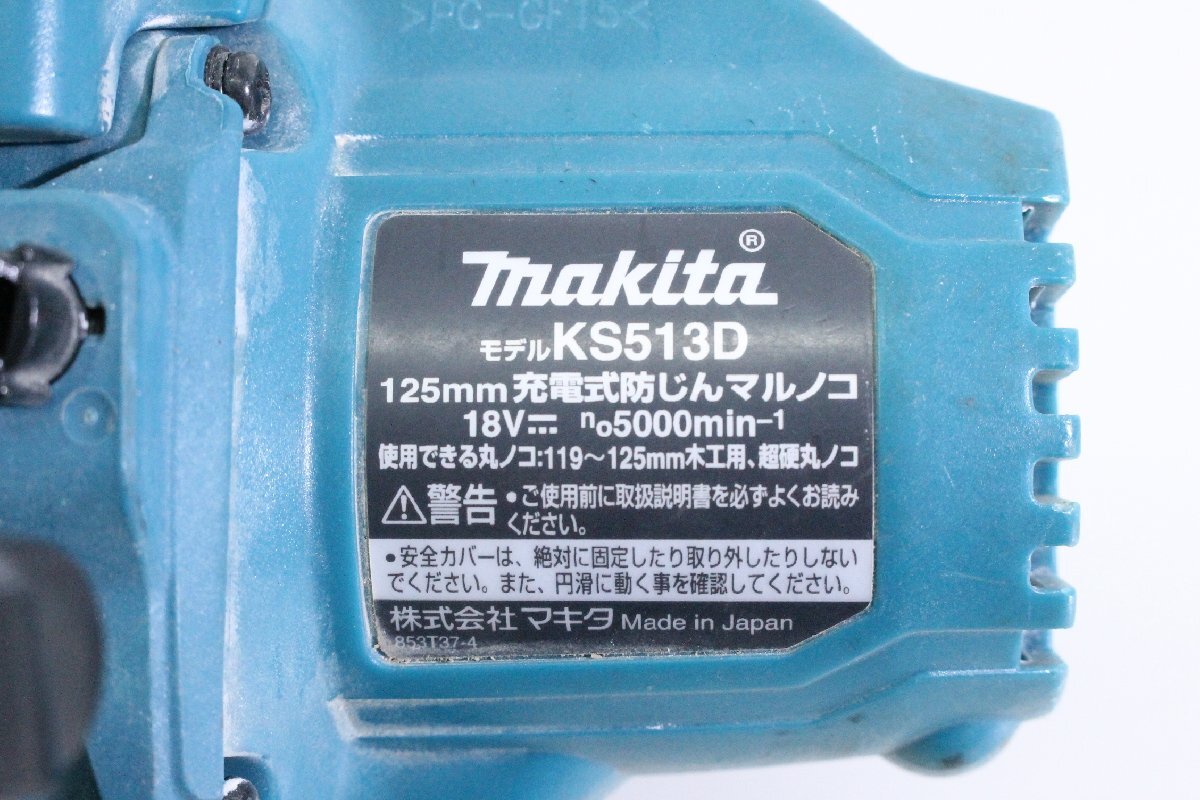 >PC-GF15<
makita®
モデルKS513D
125mm 充電式防じんマルノコ
18V⎓ n₀5000min⁻¹
使用できる丸ノコ:119～125mm木工用、超硬丸ノコ
⚠警告 •ご使用前に取扱説明書を必ずよくお読み
ください。
•安全カバーは、絶対に固定したり取り外したりしない
でください。また、円滑に動く事を確認してください。
株式会社マキタ Made in Japan
853T37-4